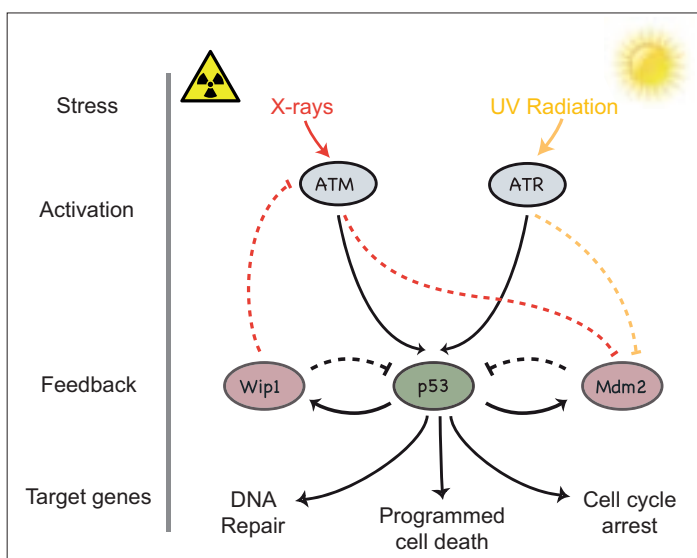 Stress
X-rays
UV Radiation
ATM
ATR
Activation
Feedback
Wip1
p53
Mdm2
Target genes
DNA
Repair
Programmed
cell death
Cell cycle
arrest